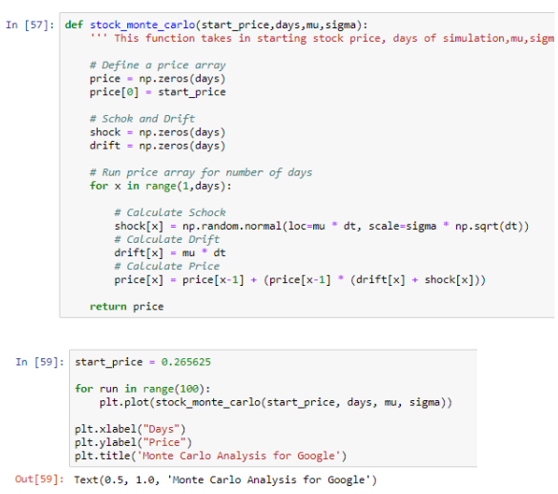 In [57]: def stock_monte_carlo(start_price,days,mu,sigma):
    ''' This function takes in starting stock price, days of simulation,mu,sigm

    # Define a price array
    price = np.zeros(days)
    price[0] = start_price

    # Schok and Drift
    shock = np.zeros(days)
    drift = np.zeros(days)

    # Run price array for number of days
    for x in range(1,days):

        # Calculate Schock
        shock[x] = np.random.normal(loc=mu * dt, scale=sigma * np.sqrt(dt))
        # Calculate Drift
        drift[x] = mu * dt
        # Calculate Price
        price[x] = price[x-1] + (price[x-1] * (drift[x] + shock[x]))

    return price

In [59]: start_price = 0.265625

for run in range(100):
    plt.plot(stock_monte_carlo(start_price, days, mu, sigma))

plt.xlabel("Days")
plt.ylabel("Price")
plt.title('Monte Carlo Analysis for Google')

Out[59]: Text(0.5, 1.0, 'Monte Carlo Analysis for Google')